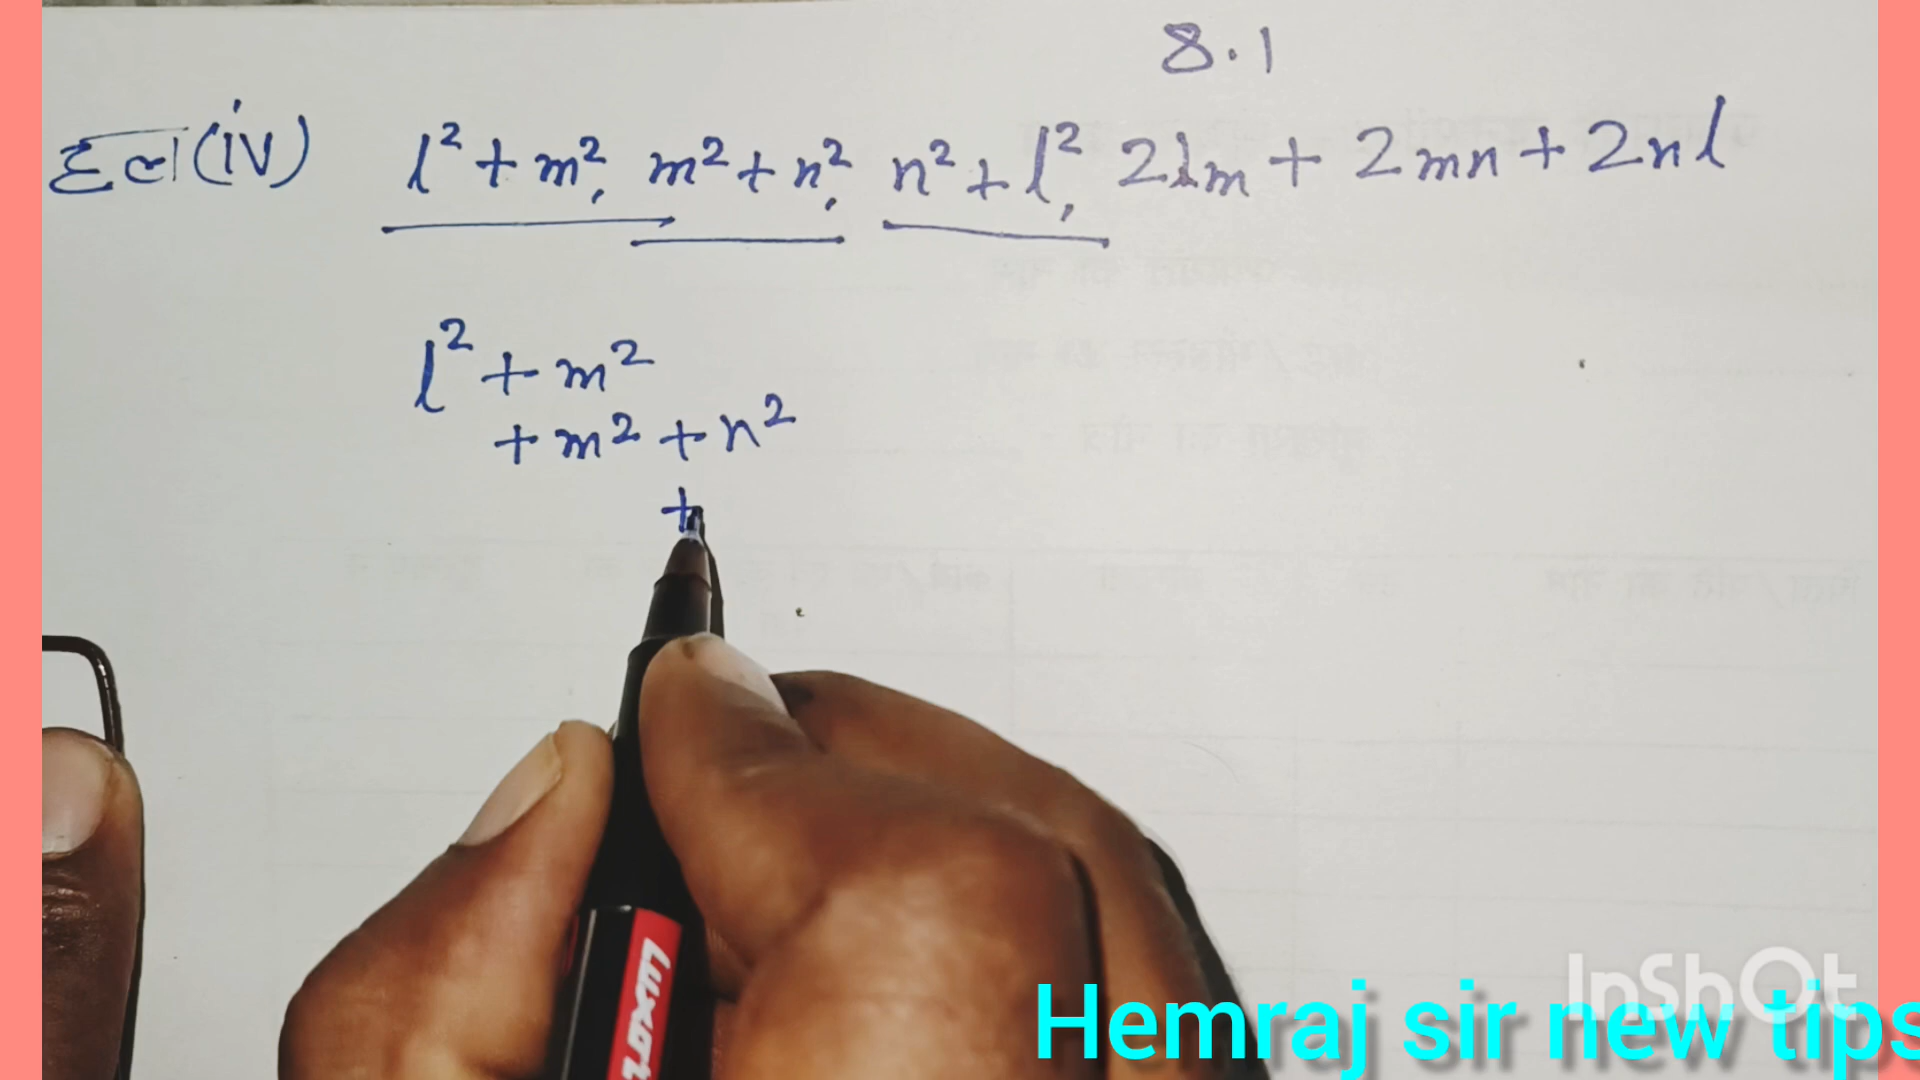 8.1
हल (iv) l² + m², m² + n², n² + l², 2lm + 2mn + 2nl
l² + m²
+ m² + n²
+
LUXOR
InShOt
Hemraj sir new tips